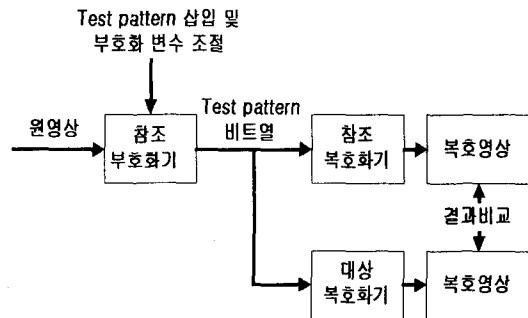 Test pattern 삽입 및
부호화 변수 조절
원영상
참조
부호화기
Test pattern
비트열
참조
복호화기
복호영상
결과비교
대상
복호화기
복호영상